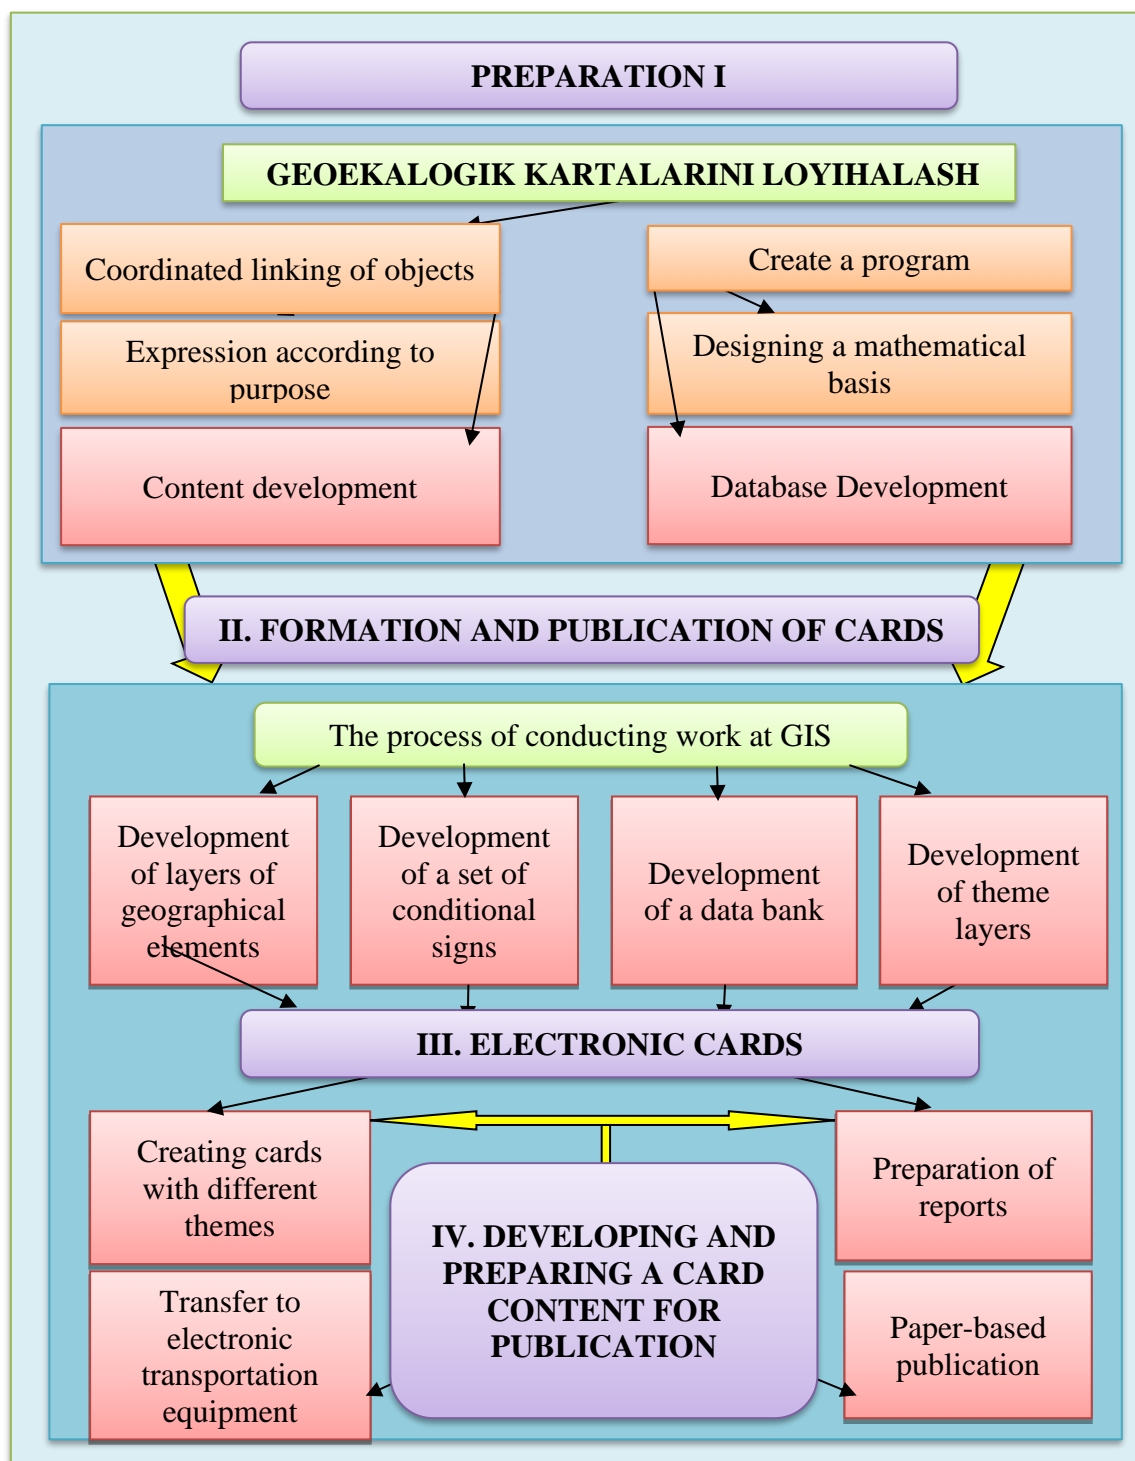 PREPARATION I
GEOEKALOGIK KARTALARINI LOYIHALASH
Coordinated linking of objects
Create a program
Expression according to
purpose
Designing a mathematical
basis
Content development
Database Development
II. FORMATION AND PUBLICATION OF CARDS
The process of conducting work at GIS
Development
of layers of
geographical
elements
Development
of a set of
conditional
signs
Development
of a data bank
Development
of theme
layers
III. ELECTRONIC CARDS
Creating cards
with different
themes
Preparation of
reports
IV. DEVELOPING AND
PREPARING A CARD
CONTENT FOR
PUBLICATION
Transfer to
electronic
transportation
equipment
Paper-based
publication